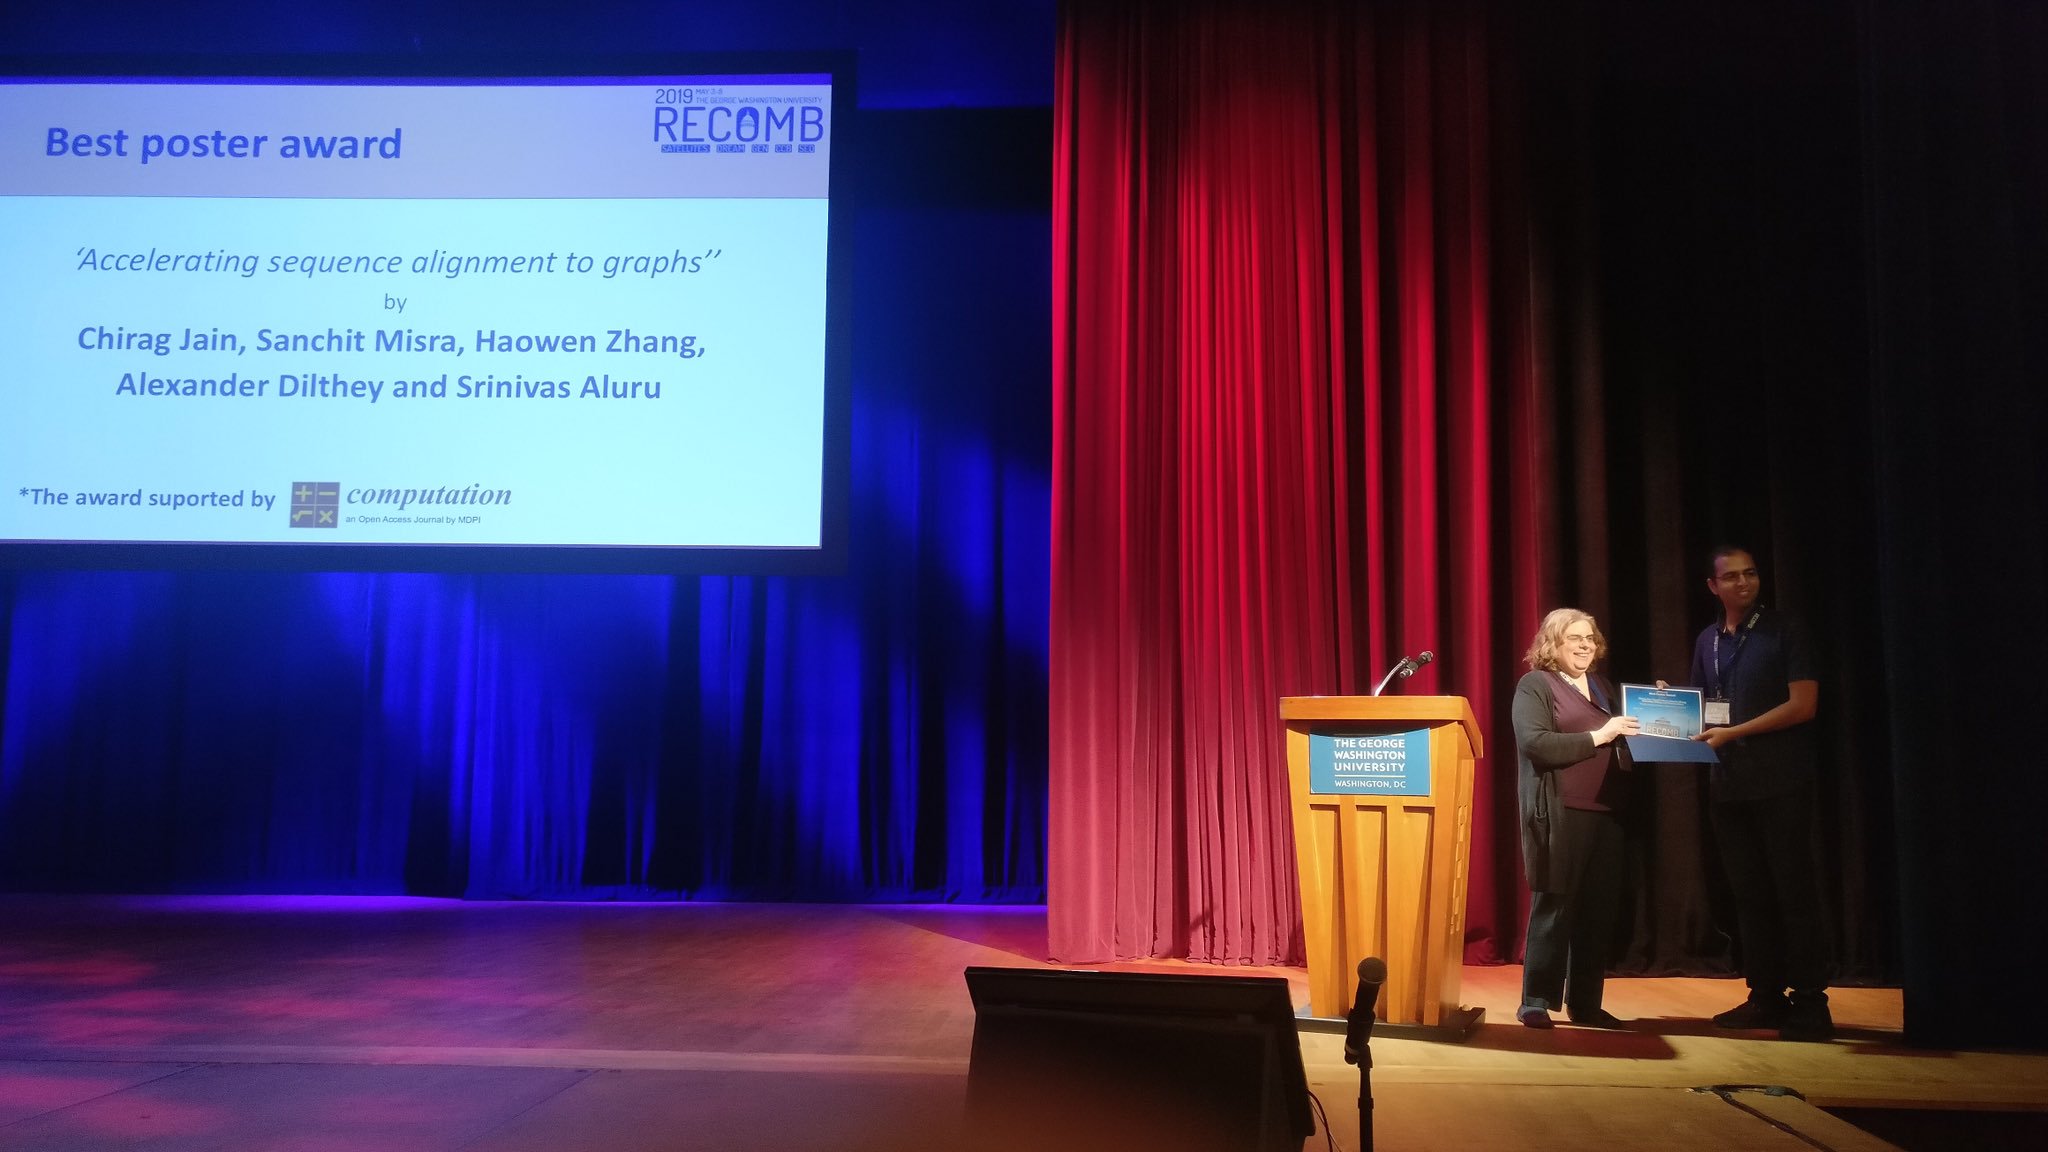 2019 MAY 3-8
THE GEORGE WASHINGTON UNIVERSITY
RECOMB
SATELLITES DREAM GEN CCB SEQ
Best poster award
‘Accelerating sequence alignment to graphs’’
by
Chirag Jain, Sanchit Misra, Haowen Zhang,
Alexander Dilthey and Srinivas Aluru
*The award suported by
computation
an Open Access Journal by MDPI
THE GEORGE
WASHINGTON
UNIVERSITY
WASHINGTON, DC
RECOMB